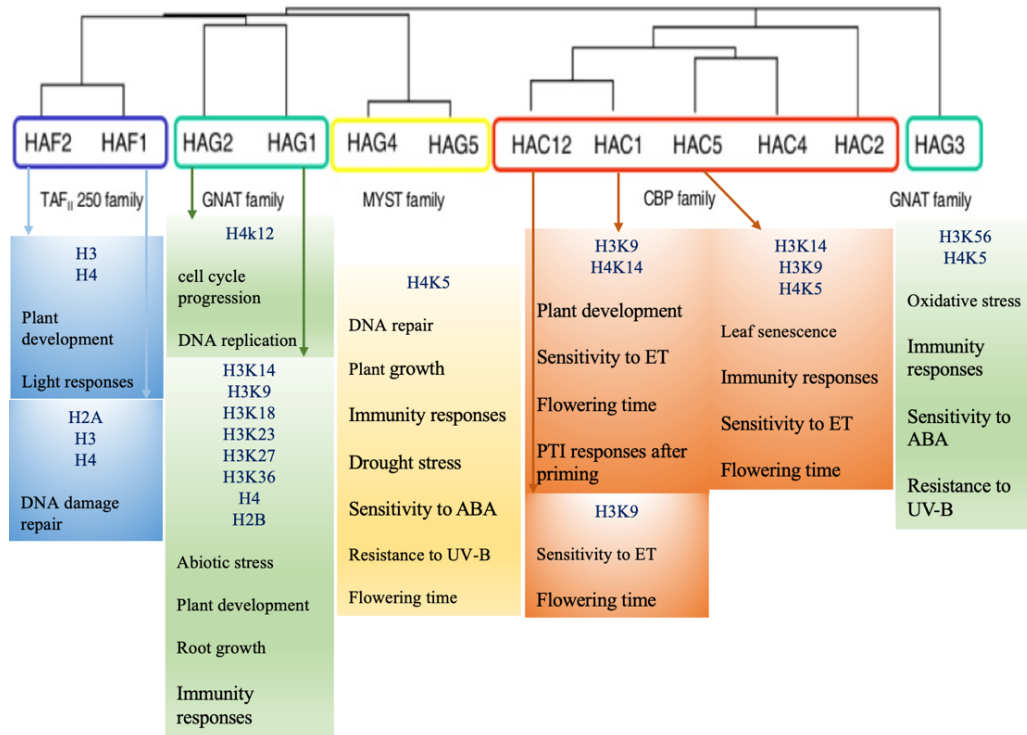 HAF2 HAF1 HAG2 HAG1 HAG4 HAG5 HAC12 HAC1 HAC5 HAC4 HAC2 HAG3
TAFII 250 family
GNAT family
MYST family
CBP family
GNAT family
H3
H4
Plant
development
Light responses
H2A
H3
H4
DNA damage
repair
H4k12
cell cycle
progression
DNA replication
H3K14
H3K9
H3K18
H3K23
H3K27
H3K36
H4
H2B
Abiotic stress
Plant development
Root growth
Immunity
responses
H4K5
DNA repair
Plant growth
Immunity responses
Drought stress
Sensitivity to ABA
Resistance to UV-B
Flowering time
H3K9
H4K14
Plant development
Sensitivity to ET
Flowering time
PTI responses after
priming
H3K9
Sensitivity to ET
Flowering time
H3K14
H3K9
H4K5
Leaf senescence
Immunity responses
Sensitivity to ET
Flowering time
H3K56
H4K5
Oxidative stress
Immunity
responses
Sensitivity to
ABA
Resistance to
UV-B